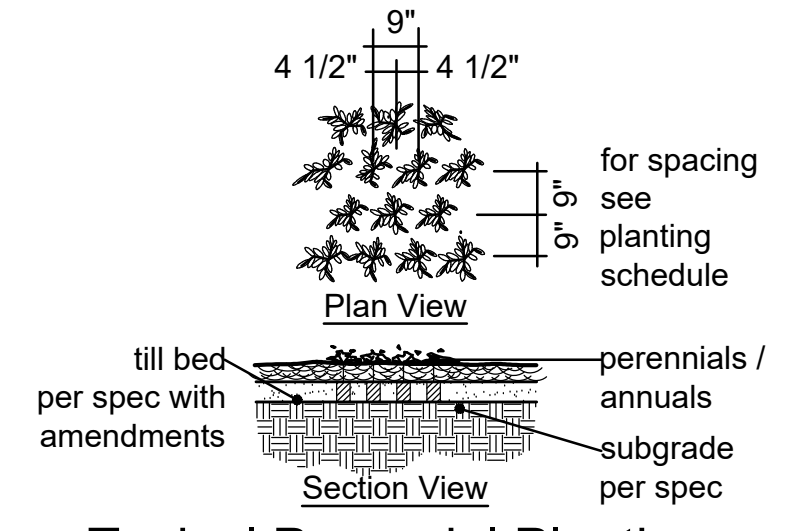 9"
4 1/2" 4 1/2"
for spacing
see
planting
schedule
9"
9"
Plan View
till bed
per spec with
amendments
perennials /
annuals
subgrade
per spec
Section View